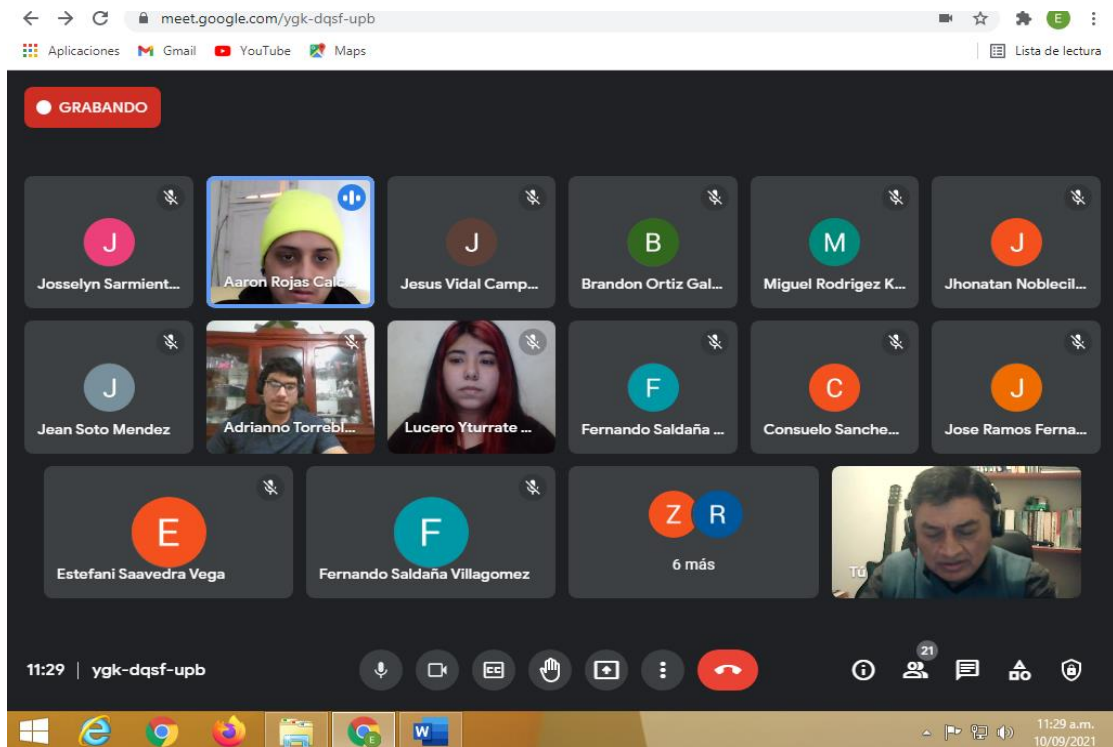 meet.google.com/ygk-dqsf-upb
E
Aplicaciones Gmail YouTube Maps Lista de lectura
GRABANDO
J B M J
J
Josselyn Sarmient... Aaron Rojas Calc... Jesus Vidal Camp... Brandon Ortiz Gal... Miguel Rodrigez K... Jhonatan Noblecil...
J F C J
Jean Soto Mendez Adrianno Torrebl... Lucero Yturrate ... Fernando Saldaña ... Consuelo Sanche... Jose Ramos Ferna...
E F Z R
6 más
Estefani Saavedra Vega Fernando Saldaña Villagomez Tú
21
11:29 | ygk-dqsf-upb CC
11:29 a.m.
10/09/2021